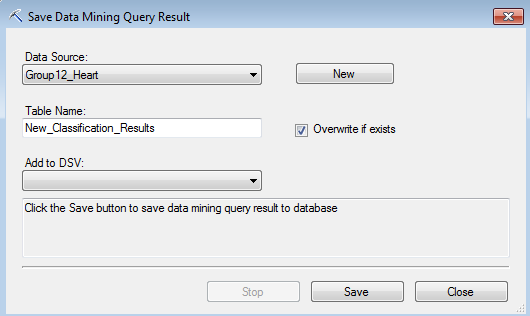 Save Data Mining Query Result
Data Source:
Group12_Heart
New
Table Name:
New_Classification_Results
Overwrite if exists
Add to DSV:
Click the Save button to save data mining query result to database
Stop
Save
Close